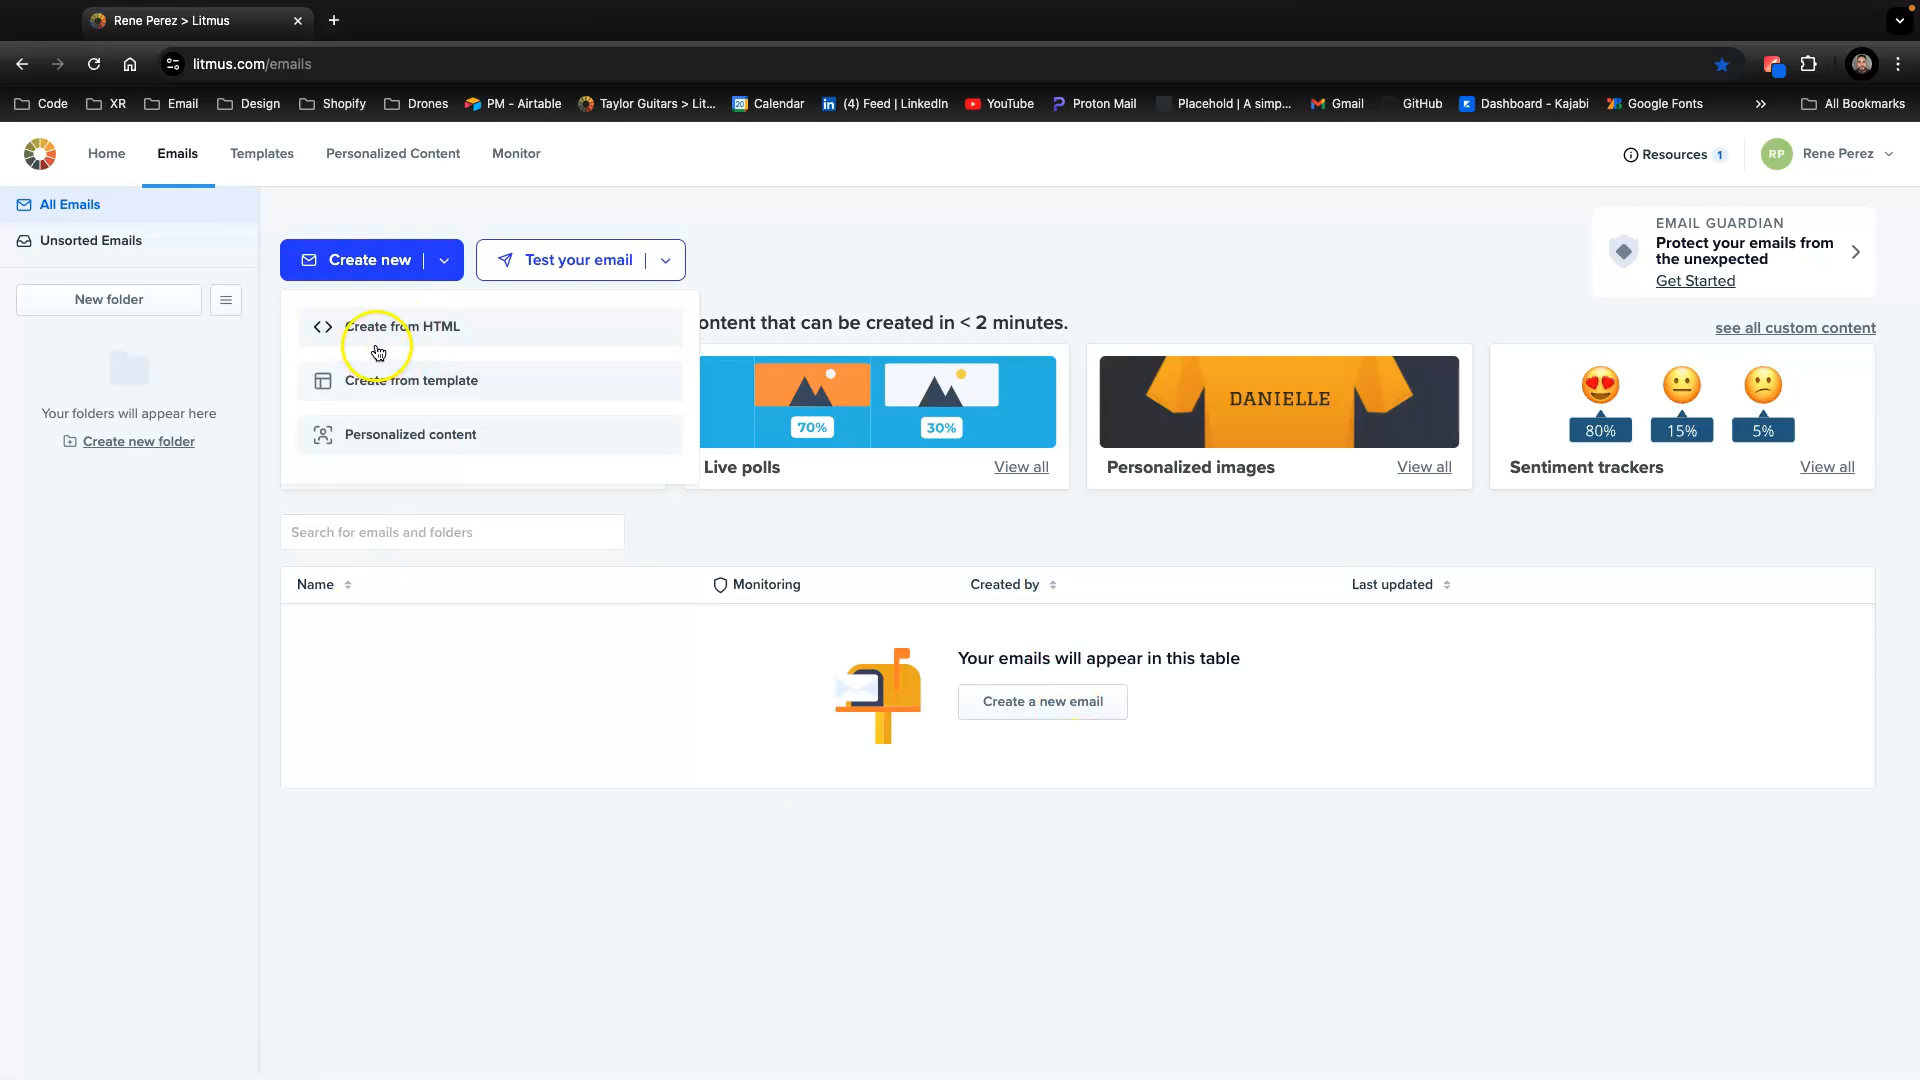 Rene Perez > Litmus
litmus.com/emails
Code
XR
Email
Design
Shopify
Drones
PM - Airtable
Taylor Guitars > Lit...
20
Calendar
(4) Feed | LinkedIn
YouTube
Proton Mail
Placehold | A simp...
Gmail
GitHub
Dashboard - Kajabi
Google Fonts
»
All Bookmarks
Home
Emails
Templates
Personalized Content
Monitor
Resources 1
RP
Rene Perez
All Emails
Unsorted Emails
New folder
Your folders will appear here
Create new folder
Create new
Test your email
EMAIL GUARDIAN
Protect your emails from
the unexpected
Get Started
Create from HTML
Create from template
Personalized content
ontent that can be created in < 2 minutes.
see all custom content
70%
30%
Live polls
View all
DANIELLE
Personalized images
View all
80%
15%
5%
Sentiment trackers
View all
Search for emails and folders
Name
Monitoring
Created by
Last updated
Your emails will appear in this table
Create a new email